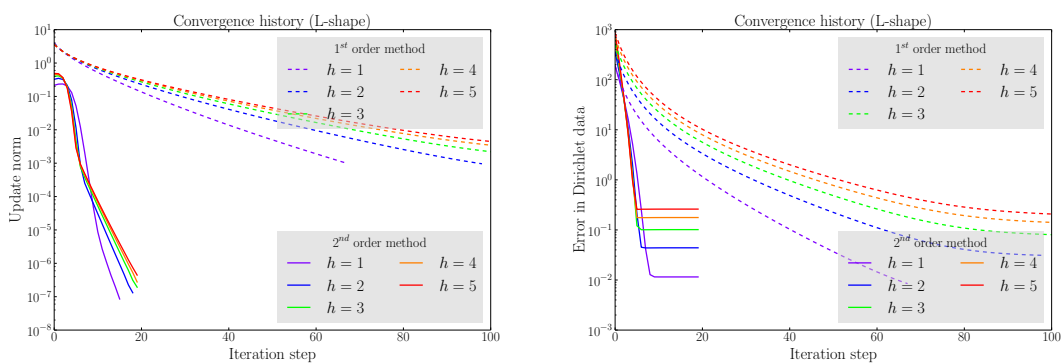 Convergence history (L-shape)
10^1
10^0
10^-1
10^-2
10^-3
10^-4
10^-5
10^-6
10^-7
10^-8
Update norm
1^st order method
h = 1
h = 4
h = 2
h = 5
h = 3
2^nd order method
h = 1
h = 4
h = 2
h = 5
h = 3
0
20
40
60
80
100
Iteration step
Convergence history (L-shape)
10^3
10^2
10^1
10^0
10^-1
10^-2
10^-3
Error in Dirichlet data
1^st order method
h = 1
h = 4
h = 2
h = 5
h = 3
2^nd order method
h = 1
h = 4
h = 2
h = 5
h = 3
0
20
40
60
80
100
Iteration step